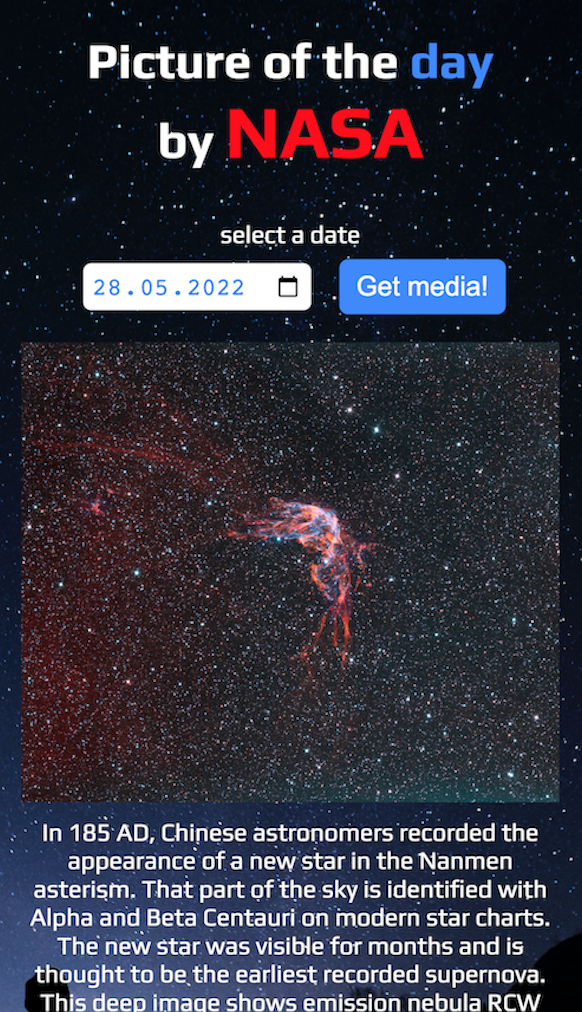 Picture of the day
by NASA
select a date
28.05.2022
Get media!
In 185 AD, Chinese astronomers recorded the
appearance of a new star in the Nanmen
asterism. That part of the sky is identified with
Alpha and Beta Centauri on modern star charts.
The new star was visible for months and is
thought to be the earliest recorded supernova.
This deep image shows emission nebula RCW